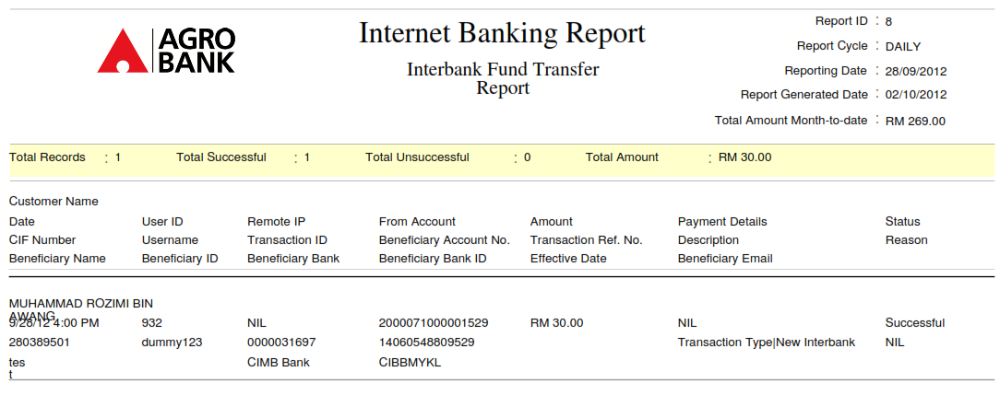 AGRO
BANK
Internet Banking Report
Interbank Fund Transfer
Report
Report ID : 8
Report Cycle : DAILY
Reporting Date : 28/09/2012
Report Generated Date : 02/10/2012
Total Amount Month-to-date : RM 269.00
Total Records : 1 Total Successful : 1 Total Unsuccessful : 0 Total Amount : RM 30.00
Customer Name
Date User ID Remote IP From Account Amount Payment Details Status
CIF Number Username Transaction ID Beneficiary Account No. Transaction Ref. No. Description Reason
Beneficiary Name Beneficiary ID Beneficiary Bank Beneficiary Bank ID Effective Date Beneficiary Email
MUHAMMAD ROZIMI BIN
AWANG
9/28/12 4:00 PM 932 NIL 2000071000001529 RM 30.00 NIL Successful
280389501 dummy123 0000031697 14060548809529 Transaction Type|New Interbank NIL
tes CIMB Bank CIBBMYKL
t